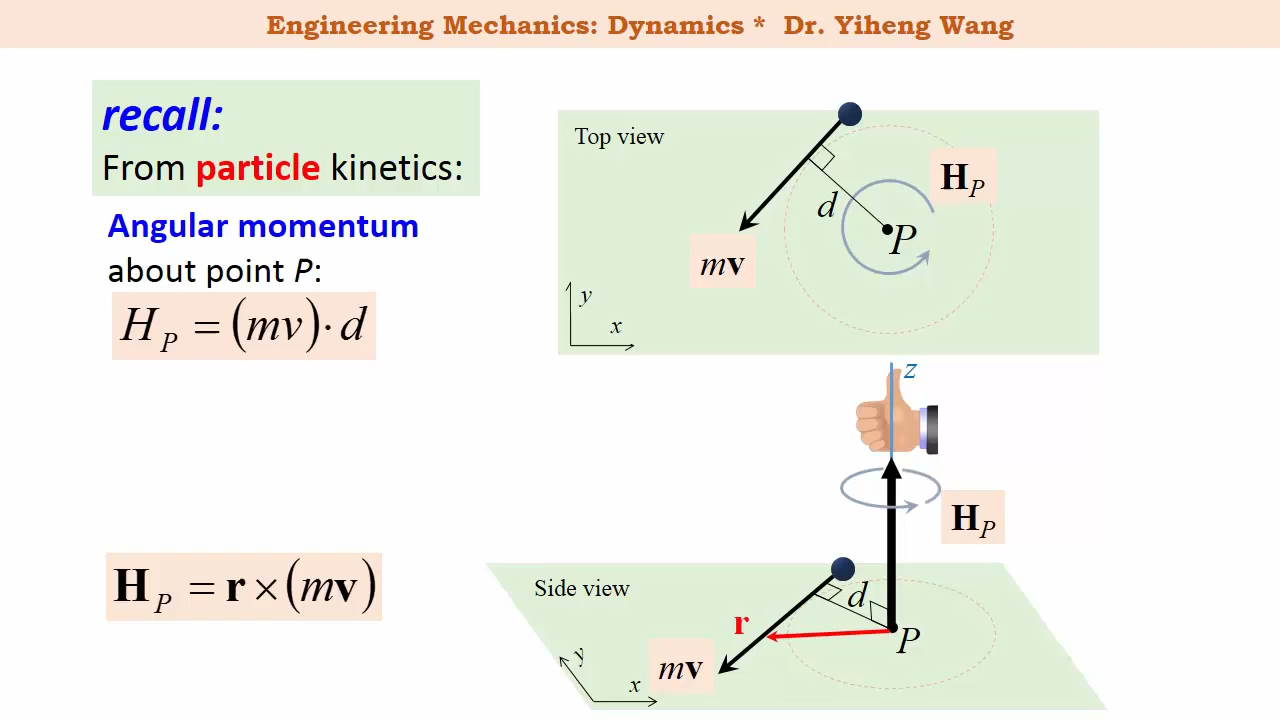 Engineering Mechanics: Dynamics * Dr. Yiheng Wang
recall:
From particle kinetics:
Angular momentum
about point P:
H_P = (mv) · d
H_P = r × (mv)
Top view
H_P
d
P
mv
y
x
z
H_P
Side view
d
r
P
mv
y
x